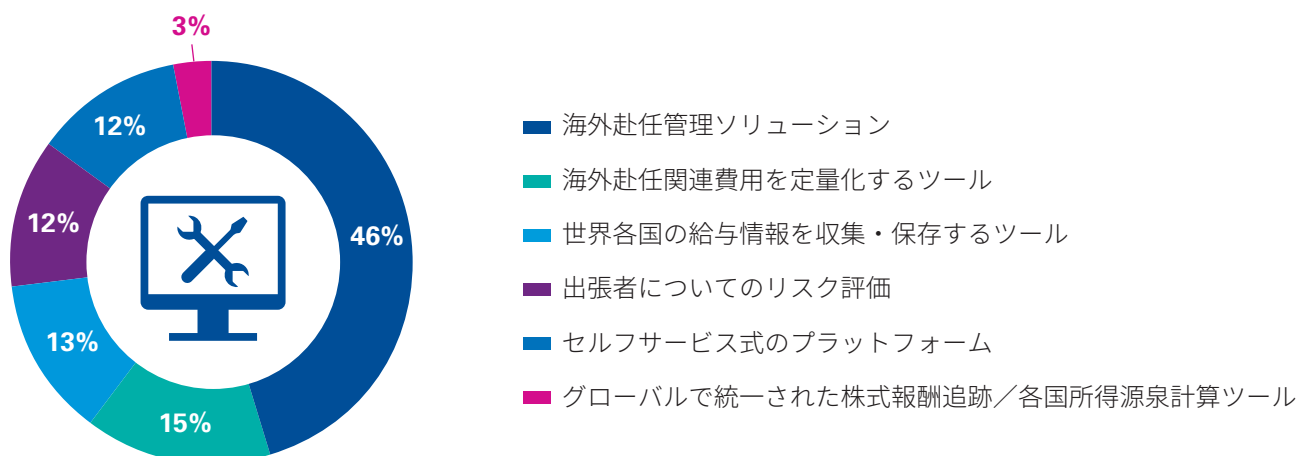 3%
12%
12%
46%
13%
15%
海外赴任管理ソリューション
海外赴任関連費用を定量化するツール
世界各国の給与情報を収集・保存するツール
出張者についてのリスク評価
セルフサービス式のプラットフォーム
グローバルで統一された株式報酬追跡／各国所得源泉計算ツール